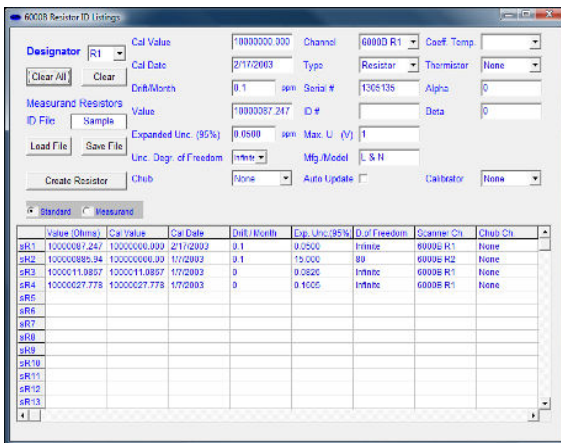 6000B Resistor ID Listings
Designator R1
Clear All Clear
Measurand Resistors
ID File Sample
Load File Save File
Create Resistor
Cal Value 10000000.000
Cal Date 2/17/2003
Drift/Month 0.1 ppm
Value 10000087.247
Expanded Unc. (95%) 0.0500 ppm
Unc. Degr. of Freedom Infinite
Chub None
Channel 6000B R1
Type Resistor
Serial # 1305135
ID #
Max. U (V) 1
Mfg./Model L & N
Auto Update
Coeff. Temp.
Thermistor None
Alpha 0
Beta 0
Calibrator None
Standard Measurand
Value (Ohms) Cal Value Cal Date Drift / Month Exp. Unc.(95%) D.of Freedom Scanner Ch. Chub Ch.
sR1 10000087.247 10000000.000 2/17/2003 0.1 0.0500 Infinite 6000B R1 None
sR2 100000885.94 100000000.00 1/7/2003 0.1 15.000 80 6000B R2 None
sR3 1000011.0867 1000011.0867 1/7/2003 0 0.0826 Infinite 6000B R1 None
sR4 10000027.778 10000027.778 1/7/2003 0 0.1605 Infinite 6000B R1 None
sR5
sR6
sR7
sR8
sR9
sR10
sR11
sR12
sR13